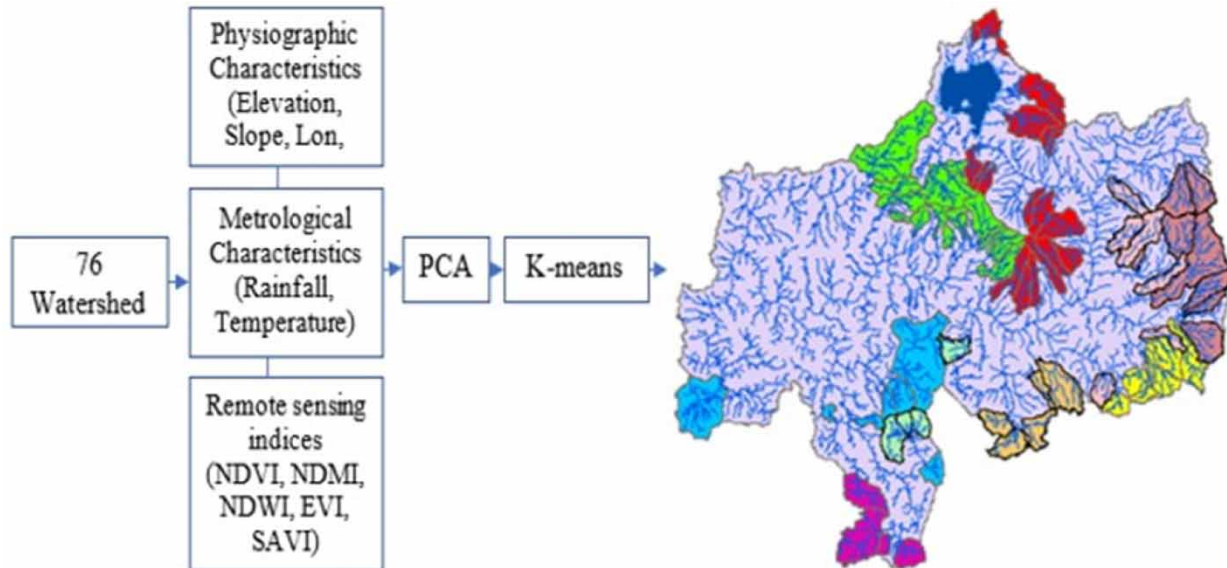 76
Watershed
Physiographic
Characteristics
(Elevation,
Slope, Lon,
Metrological
Characteristics
(Rainfall,
Temperature)
Remote sensing
indices
(NDVI, NDMI,
NDWI, EVI,
SAVI)
PCA
K-means